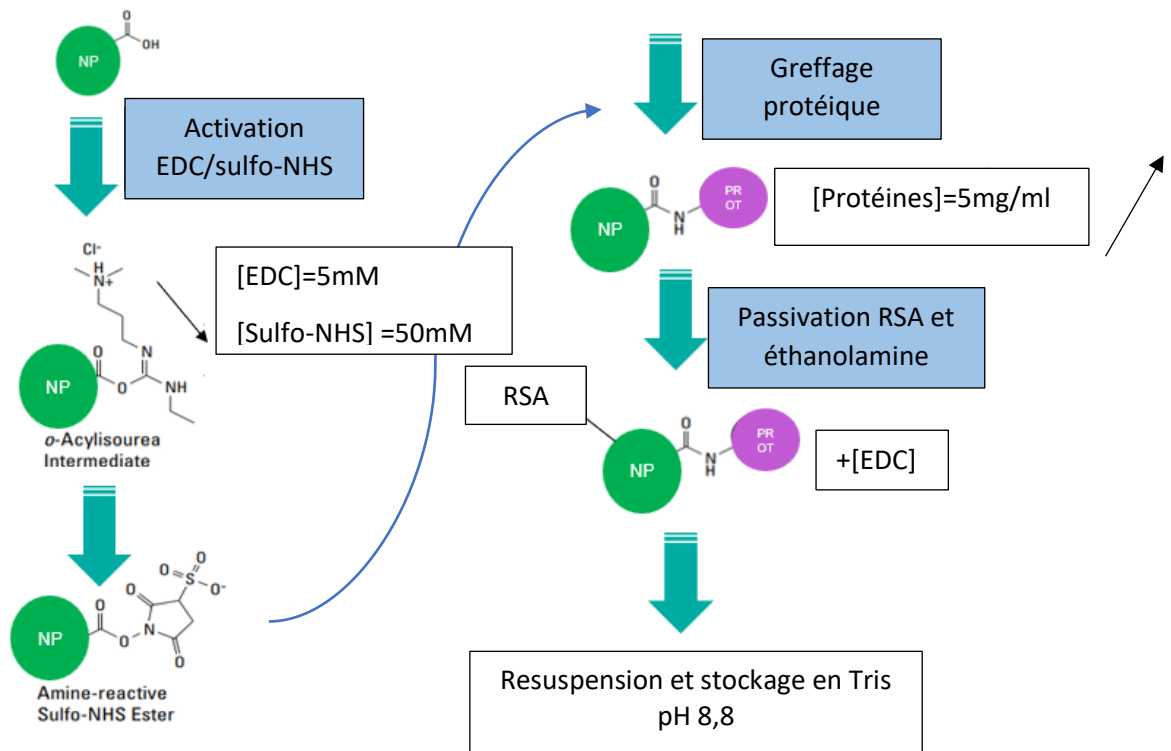 O
OH
NP
Activation
EDC/sulfo-NHS
Cl-
H
N+
N
O
O
NH
NP
o-Acylisourea
Intermediate
[EDC]=5mM
[Sulfo-NHS] =50mM
O
O
S
O-
O
O
O
N
O
NP
Amine-reactive
Sulfo-NHS Ester
Greffage
protéique
O
N
H
NP
PR
OT
[Protéines]=5mg/ml
Passivation RSA et
éthanolamine
RSA
O
N
H
NP
PR
OT
+[EDC]
Resuspension et stockage en Tris
pH 8,8